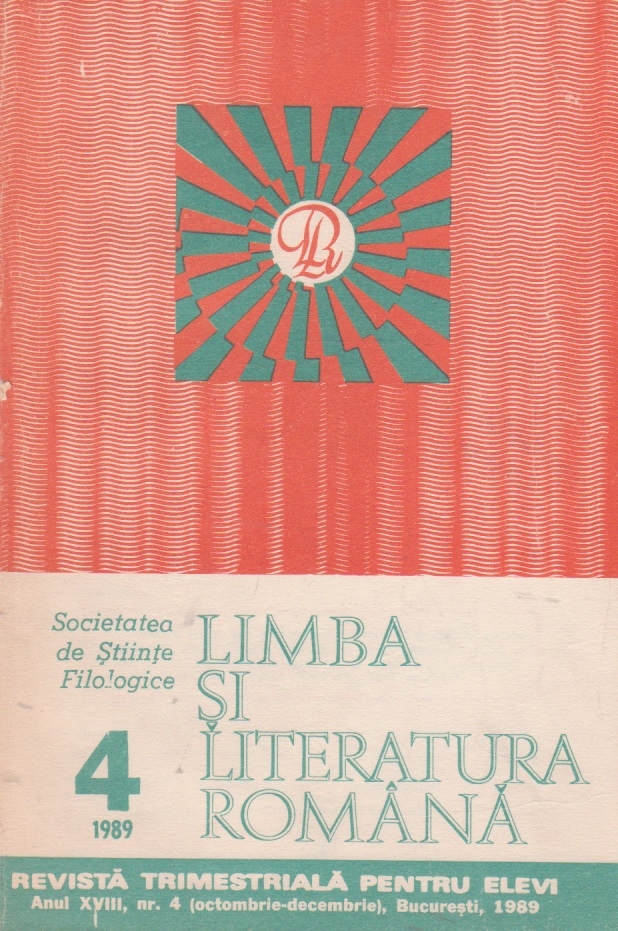 LLR
Societatea
de Științe
Filologice
4
1989
LIMBA
ȘI
LITERATURA
ROMÂNĂ
REVISTĂ TRIMESTRIALĂ PENTRU ELEVI
Anul XVIII, nr. 4 (octombrie-decembrie), București, 1989